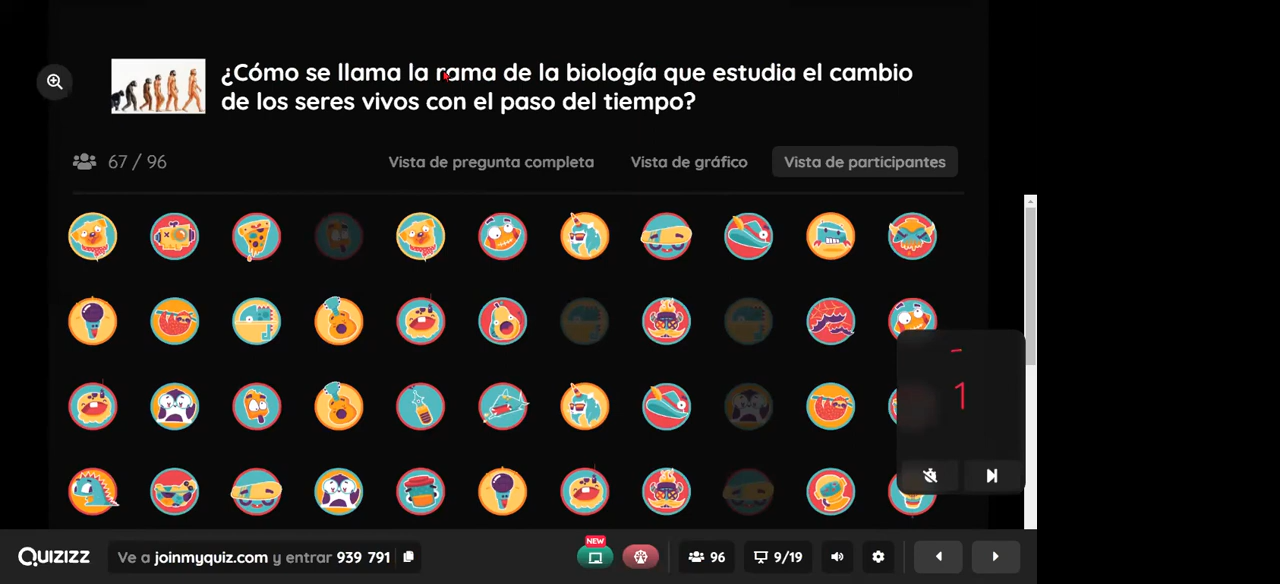 ¿Cómo se llama la rama de la biología que estudia el cambio
de los seres vivos con el paso del tiempo?
67 / 96
Vista de pregunta completa
Vista de gráfico
Vista de participantes
1
QUIZIZZ
Ve a joinmyquiz.com y entrar 939 791
NEW
96
9/19